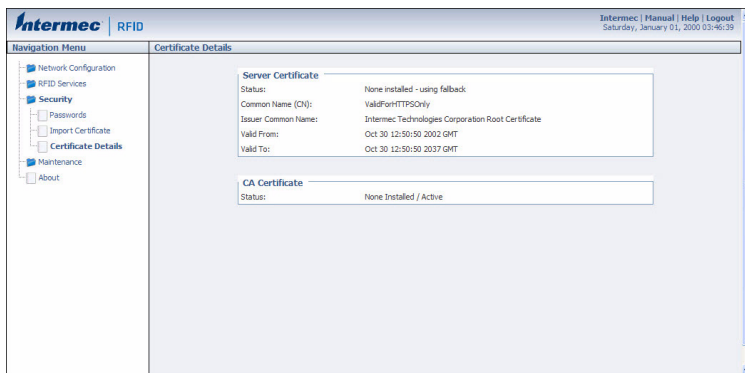 Intermec RFID
Intermec | Manual | Help | Logout
Saturday, January 01, 2000 03:46:39
Navigation Menu
Certificate Details
Network Configuration
RFID Services
Security
Passwords
Import Certificate
Certificate Details
Maintenance
About
Server Certificate
Status: None installed - using fallback
Common Name (CN): ValidForHTTPSOnly
Issuer Common Name: Intermec Technologies Corporation Root Certificate
Valid From: Oct 30 12:50:50 2002 GMT
Valid To: Oct 30 12:50:50 2037 GMT
CA Certificate
Status: None Installed / Active